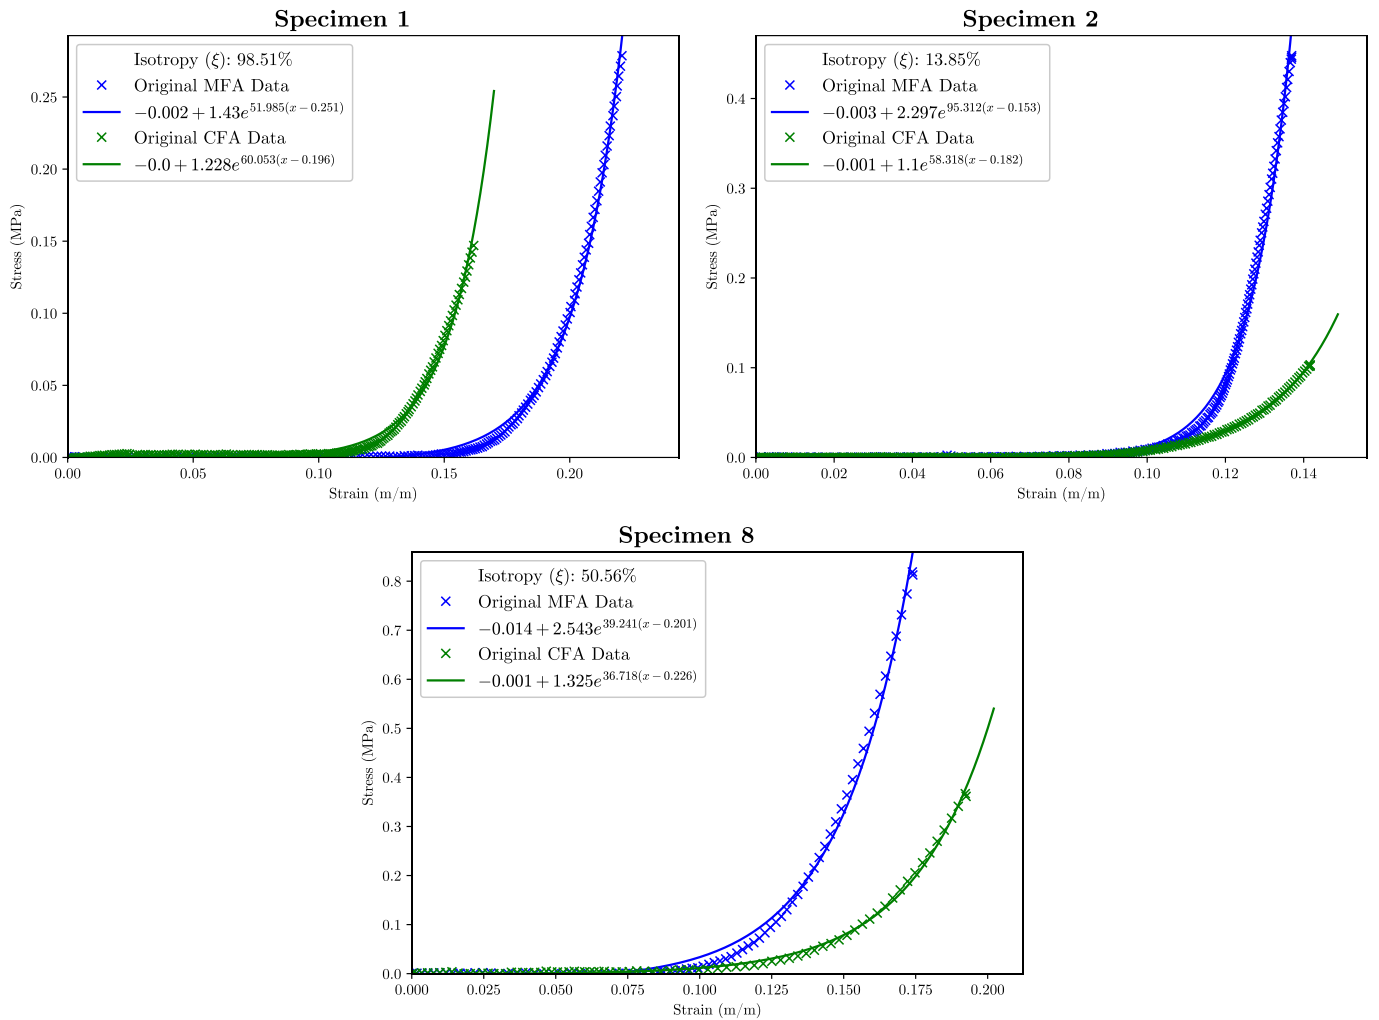 Specimen 1
Isotropy (ξ): 98.51%
Original MFA Data
−0.002 + 1.43e^{51.985(x−0.251)}
Original CFA Data
−0.0 + 1.228e^{60.053(x−0.196)}
Stress (MPa)
0.25
0.20
0.15
0.10
0.05
0.00
0.00 0.05 0.10 0.15 0.20
Strain (m/m)
Specimen 2
Isotropy (ξ): 13.85%
Original MFA Data
−0.003 + 2.297e^{95.312(x−0.153)}
Original CFA Data
−0.001 + 1.1e^{58.318(x−0.182)}
Stress (MPa)
0.4
0.3
0.2
0.1
0.0
0.00 0.02 0.04 0.06 0.08 0.10 0.12 0.14
Strain (m/m)
Specimen 8
Isotropy (ξ): 50.56%
Original MFA Data
−0.014 + 2.543e^{39.241(x−0.201)}
Original CFA Data
−0.001 + 1.325e^{36.718(x−0.226)}
Stress (MPa)
0.8
0.7
0.6
0.5
0.4
0.3
0.2
0.1
0.0
0.000 0.025 0.050 0.075 0.100 0.125 0.150 0.175 0.200
Strain (m/m)